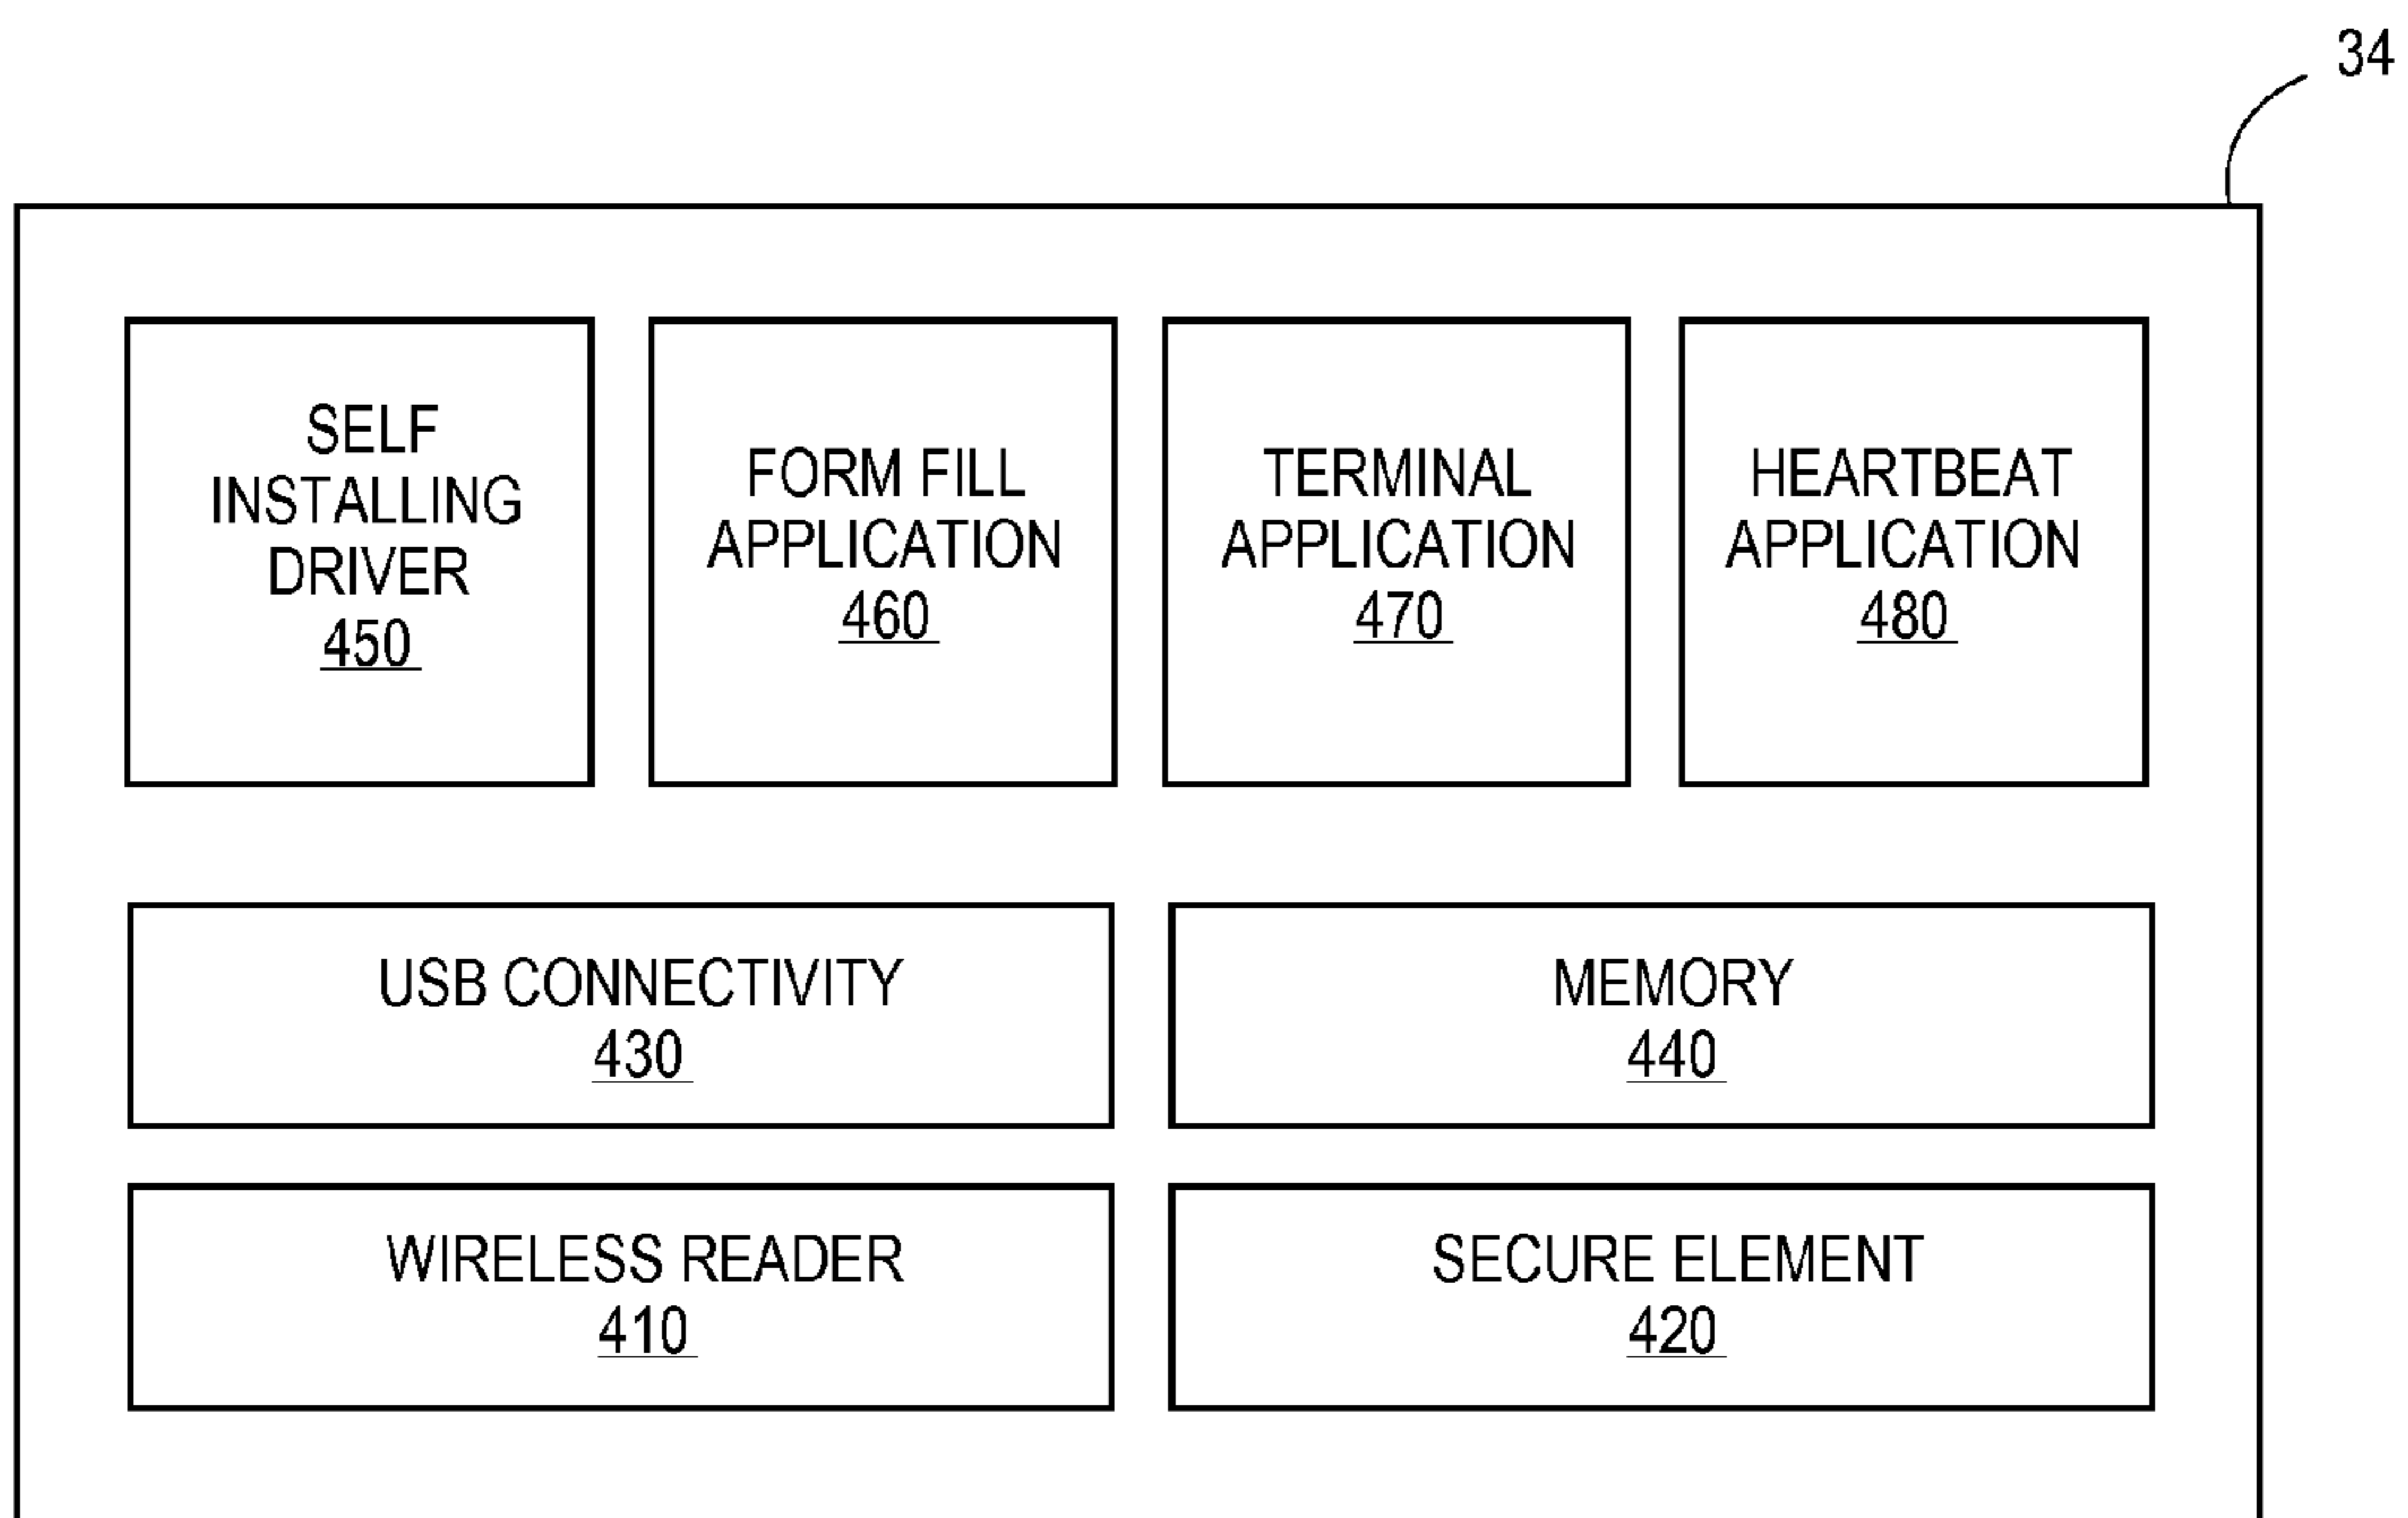 34
SELF
INSTALLING
DRIVER
450
FORM FILL
APPLICATION
460
TERMINAL
APPLICATION
470
HEARTBEAT
APPLICATION
480
USB CONNECTIVITY
430
MEMORY
440
WIRELESS READER
410
SECURE ELEMENT
420